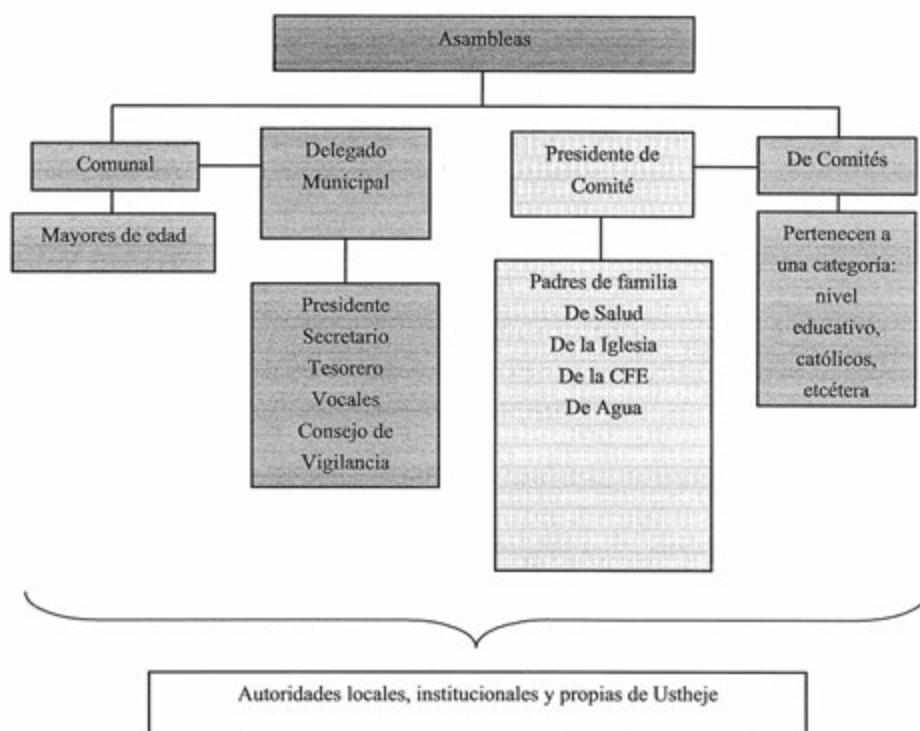 Asambleas
Comunal
Mayores de edad
Delegado
Municipal
Presidente
Secretario
Tesorero
Vocales
Consejo de
Vigilancia
Presidente de
Comité
Padres de familia
De Salud
De la Iglesia
De la CFE
De Agua
De Comités
Pertenecen a
una categoría:
nivel
educativo,
católicos,
etcétera
Autoridades locales, institucionales y propias de Ustheje